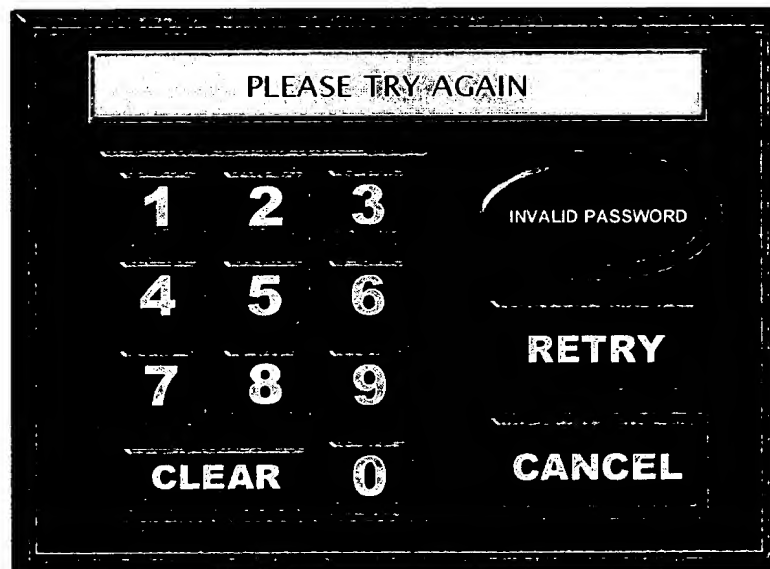 PLEASE TRY AGAIN
1 2 3
INVALID PASSWORD
4 5 6
RETRY
7 8 9
CLEAR 0
CANCEL